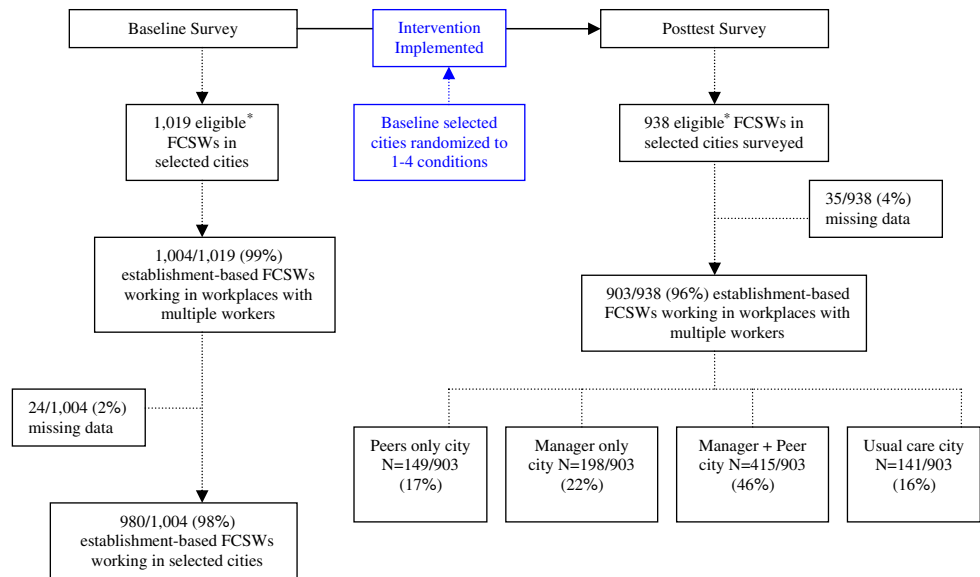 Baseline Survey
Intervention
Implemented
Posttest Survey
1,019 eligible*
FCSWs in
selected cities
Baseline selected
cities randomized to
1-4 conditions
938 eligible* FCSWs in
selected cities surveyed
35/938 (4%)
missing data
1,004/1,019 (99%)
establishment-based FCSWs
working in workplaces with
multiple workers
903/938 (96%) establishment-based
FCSWs working in workplaces with
multiple workers
24/1,004 (2%)
missing data
Peers only city
N=149/903
(17%)
Manager only
city N=198/903
(22%)
Manager + Peer
city N=415/903
(46%)
Usual care city
N=141/903
(16%)
980/1,004 (98%)
establishment-based FCSWs
working in selected cities